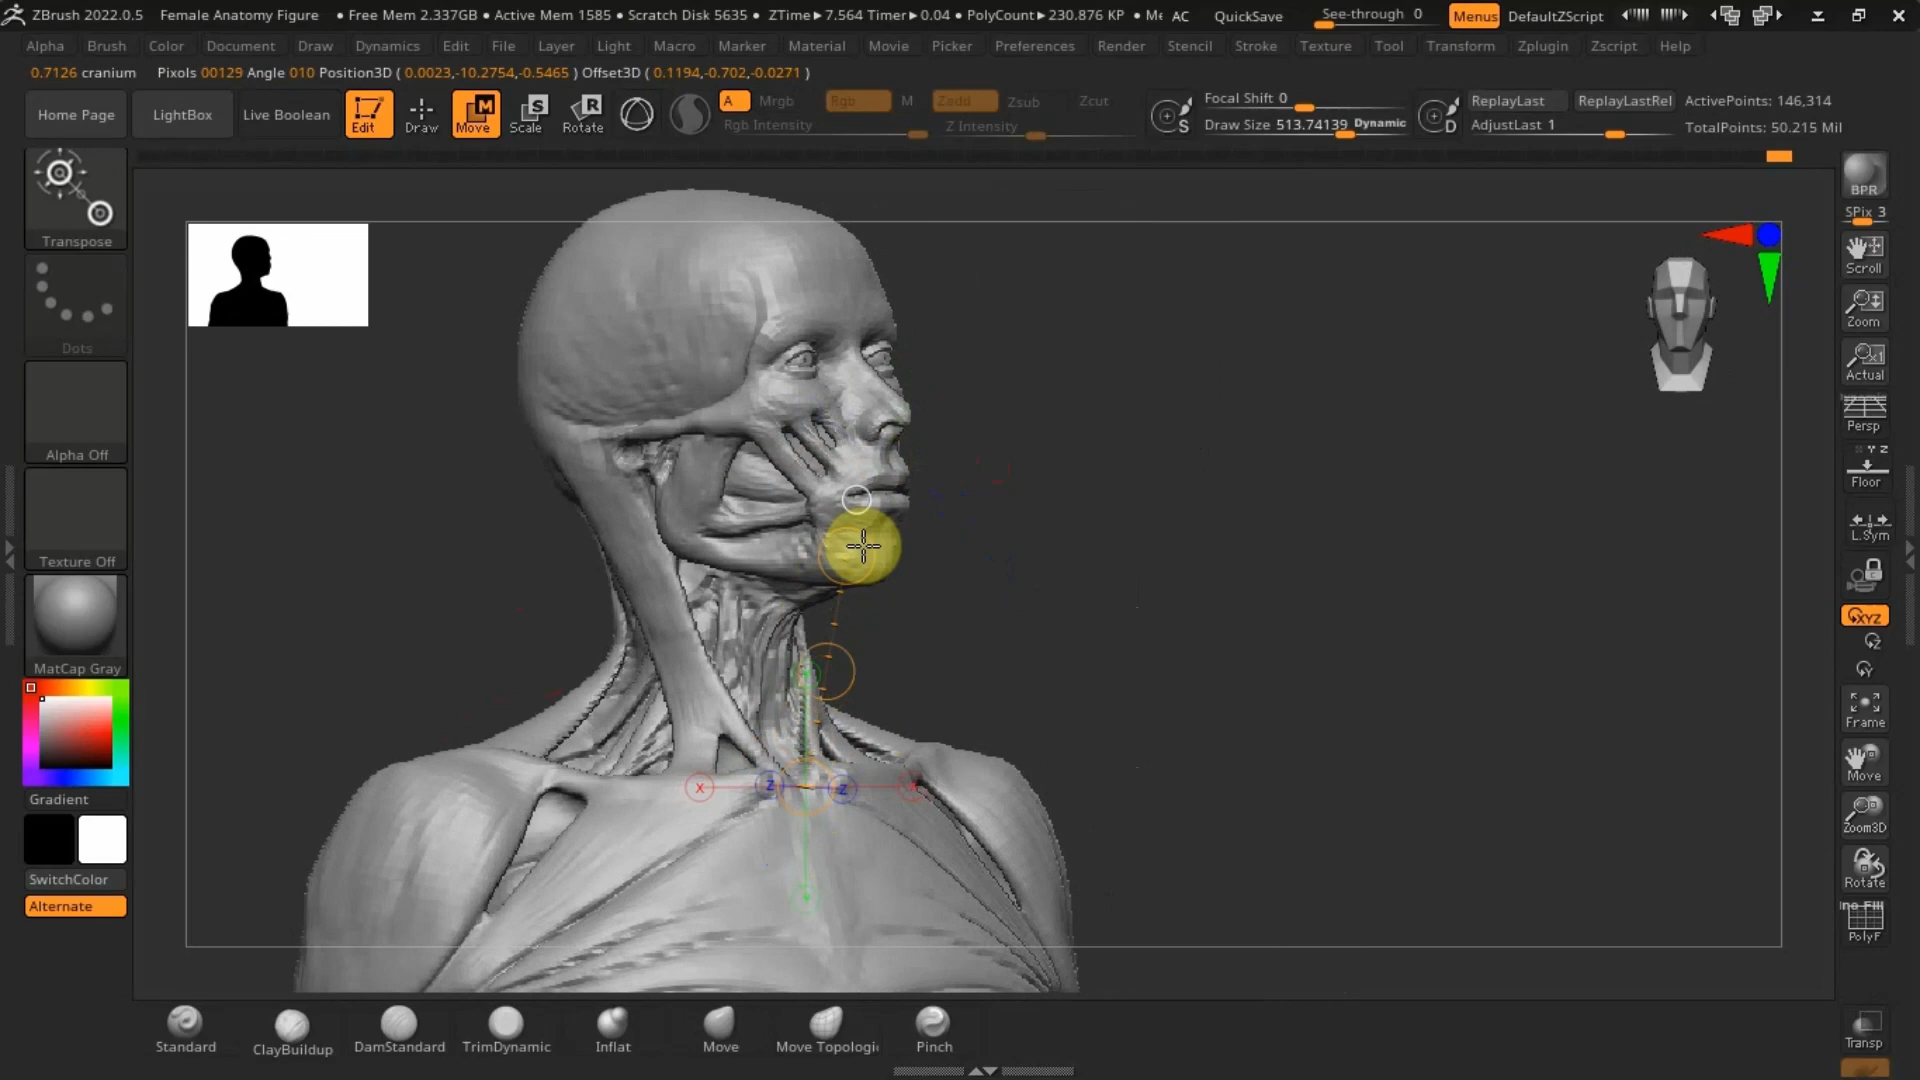 ZBrush 2022.0.5 Female Anatomy Figure • Free Mem 2.337GB • Active Mem 1585 • Scratch Disk 5635 • ZTime▶7.564 Timer▶0.04 • PolyCount▶230.876 KP • Me AC QuickSave See-through 0 Menus DefaultZScript
Alpha Brush Color Document Draw Dynamics Edit File Layer Light Macro Marker Material Movie Picker Preferences Render Stencil Stroke Texture Tool Transform Zplugin Zscript Help
0.7126 cranium Pixols 00129 Angle 010 Position3D ( 0.0023,-10.2754,-0.5465 ) Offset3D ( 0.1194,-0.702,-0.0271 )
Home Page LightBox Live Boolean Edit Draw M Move S Scale R Rotate
A Mrgb Rgb M Zadd Zsub Zcut
Rgb Intensity Z Intensity
S Focal Shift 0
Draw Size 513.74139 Dynamic
D ReplayLast ReplayLastRel ActivePoints: 146,314
AdjustLast 1 TotalPoints: 50.215 Mil
Transpose
Dots
Alpha Off
Texture Off
MatCap Gray
Gradient
SwitchColor
Alternate
X Z Z
BPR
SPix 3
Scroll
Zoom
x1
Actual
Persp
Y Z
Floor
L.Sym
XYZ
Z
Y
Frame
Move
Zoom3D
Rotate
PolyF
Transp
Standard ClayBuildup DamStandard TrimDynamic Inflat Move Move Topologi Pinch